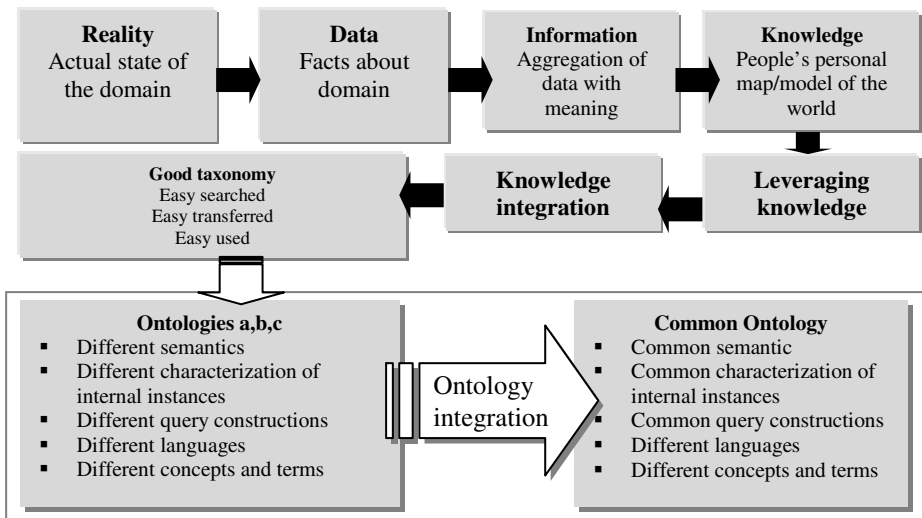 Reality
Actual state of
the domain
Data
Facts about
domain
Information
Aggregation of
data with
meaning
Knowledge
People's personal
map/model of the
world
Good taxonomy
Easy searched
Easy transferred
Easy used
Knowledge
integration
Leveraging
knowledge
Ontologies a,b,c
▪ Different semantics
▪ Different characterization of
internal instances
▪ Different query constructions
▪ Different languages
▪ Different concepts and terms
Ontology
integration
Common Ontology
▪ Common semantic
▪ Common characterization of
internal instances
▪ Common query constructions
▪ Different languages
▪ Different concepts and terms